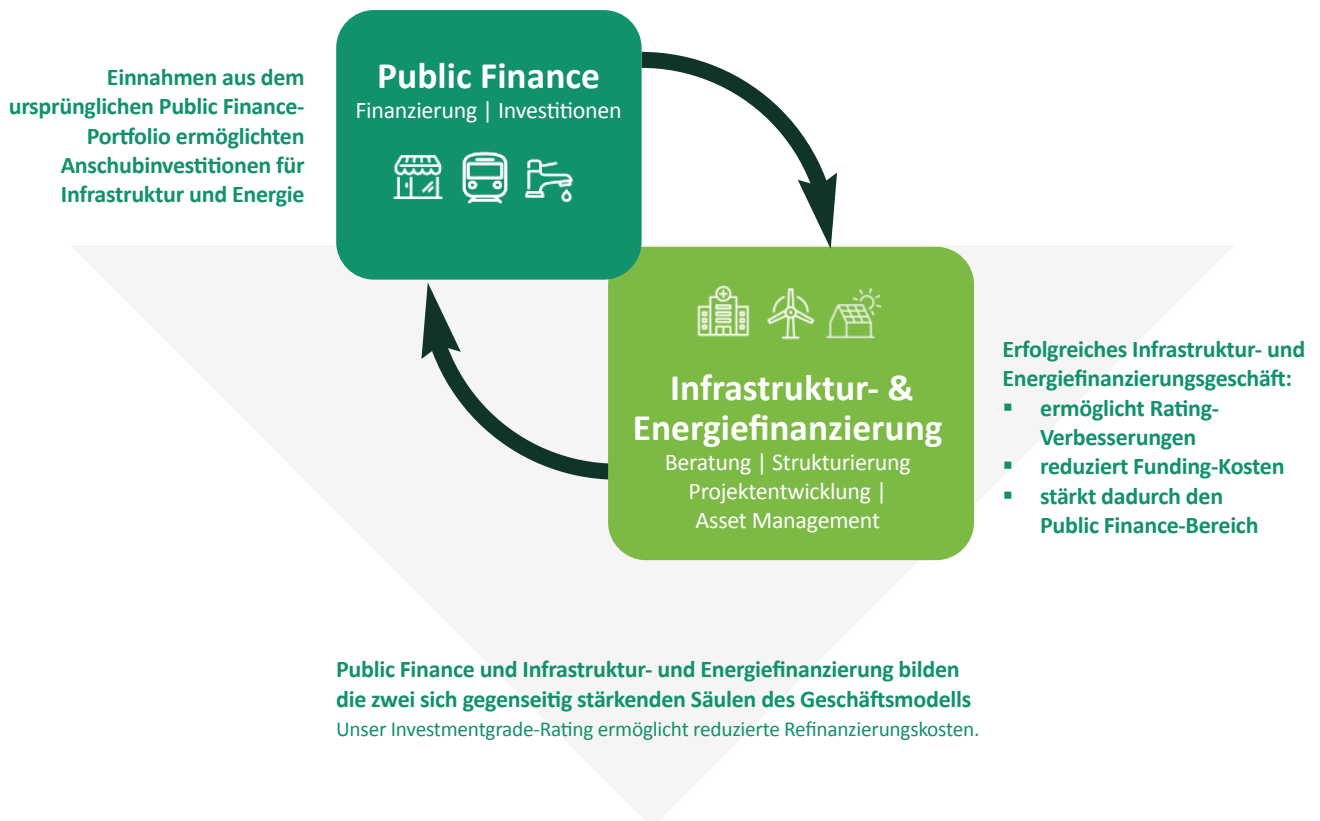 Einnahmen aus dem
ursprünglichen Public Finance-
Portfolio ermöglichten
Anschubinvestitionen für
Infrastruktur und Energie
Public Finance
Finanzierung | Investitionen
Infrastruktur- &
Energiefinanzierung
Beratung | Strukturierung
Projektentwicklung |
Asset Management
Erfolgreiches Infrastruktur- und
Energiefinanzierungsgeschäft:
▪ ermöglicht Rating-
Verbesserungen
▪ reduziert Funding-Kosten
▪ stärkt dadurch den
Public Finance-Bereich
Public Finance und Infrastruktur- und Energiefinanzierung bilden
die zwei sich gegenseitig stärkenden Säulen des Geschäftsmodells
Unser Investmentgrade-Rating ermöglicht reduzierte Refinanzierungskosten.